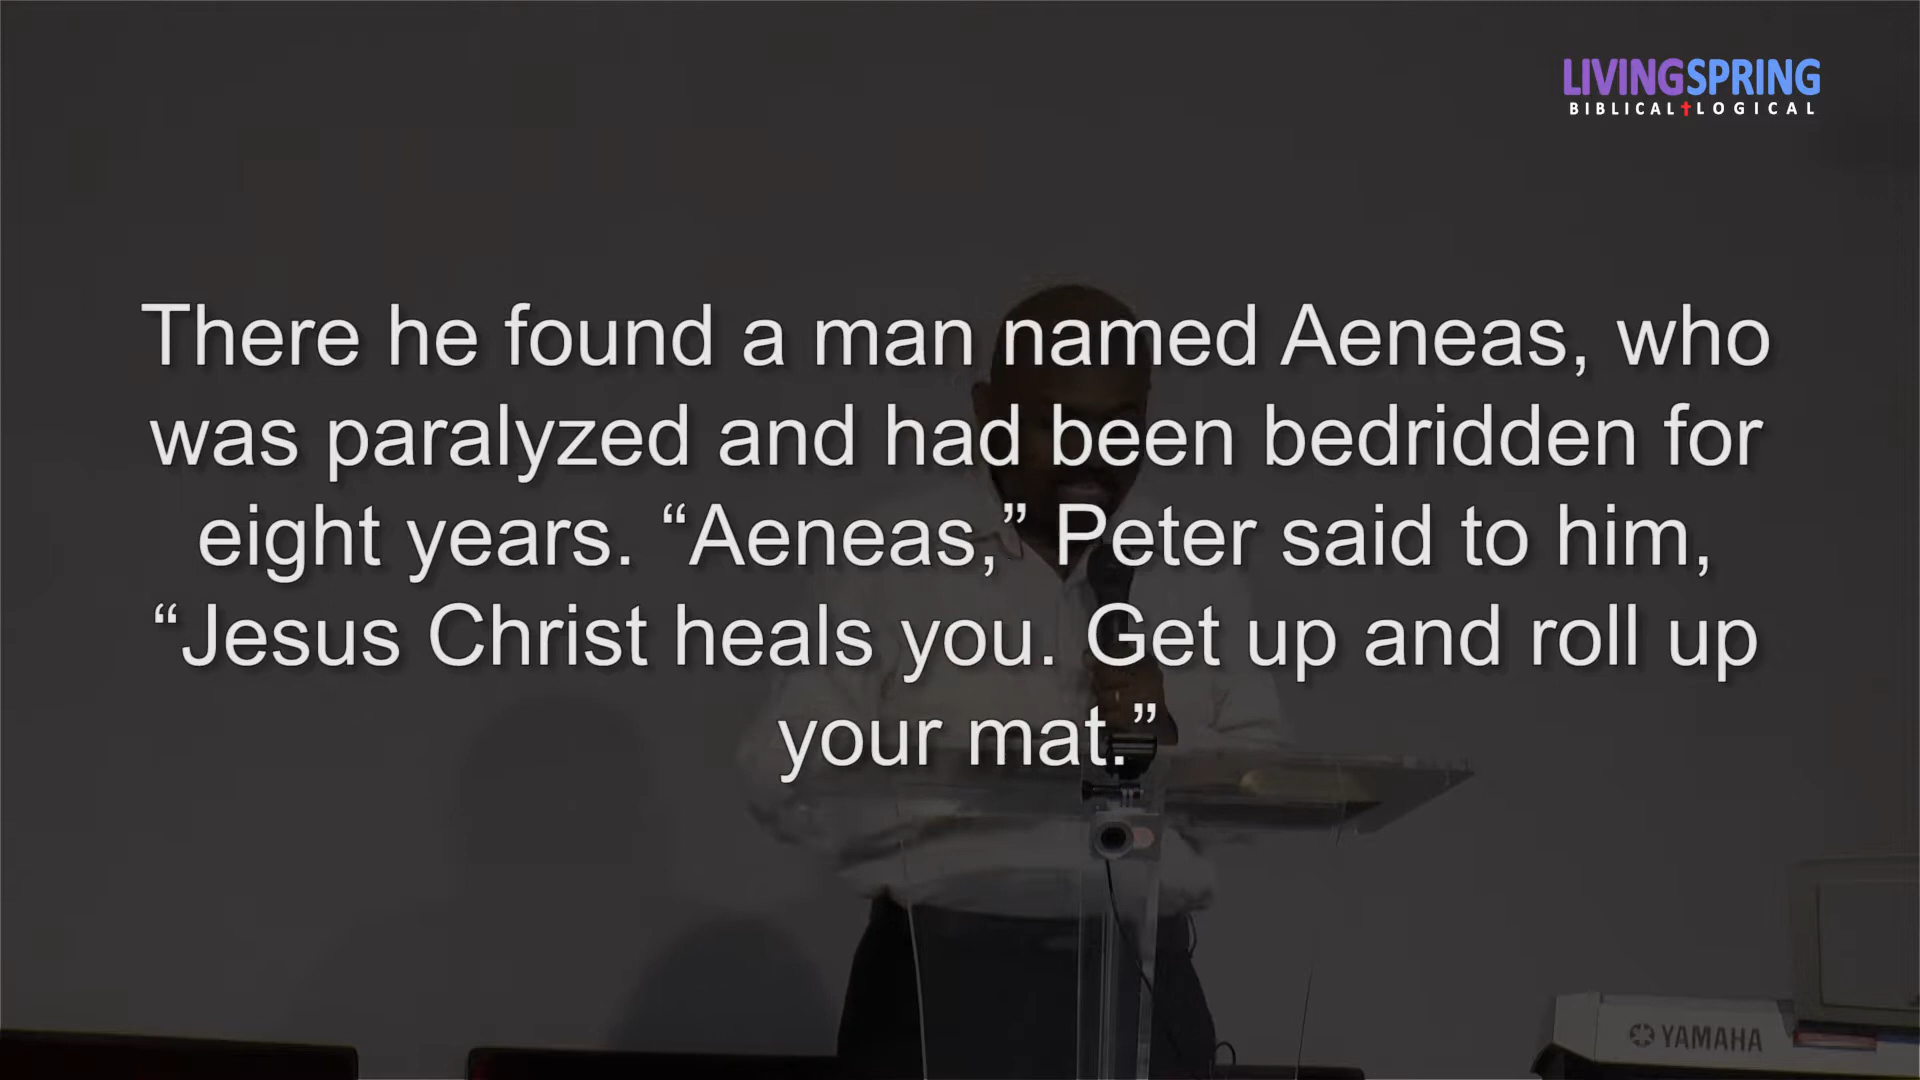 LIVINGSPRING
BIBLICAL✝LOGICAL
There he found a man named Aeneas, who
was paralyzed and had been bedridden for
eight years. “Aeneas,” Peter said to him,
“Jesus Christ heals you. Get up and roll up
your mat.”
YAMAHA